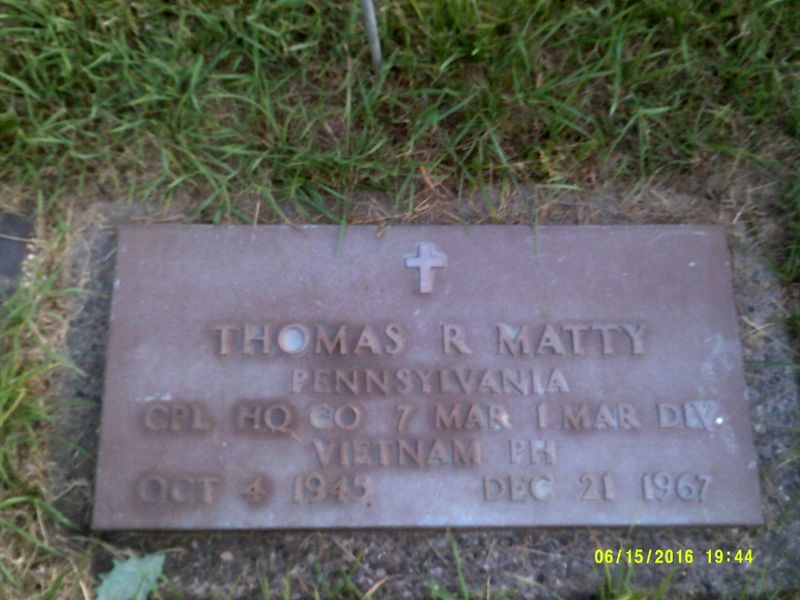 THOMAS R MATTY
PENNSYLVANIA
CPL HQ CO 7 MAR 1 MAR DIV
VIETNAM PH
OCT 4 1945 DEC 21 1967
06/15/2016 19:44